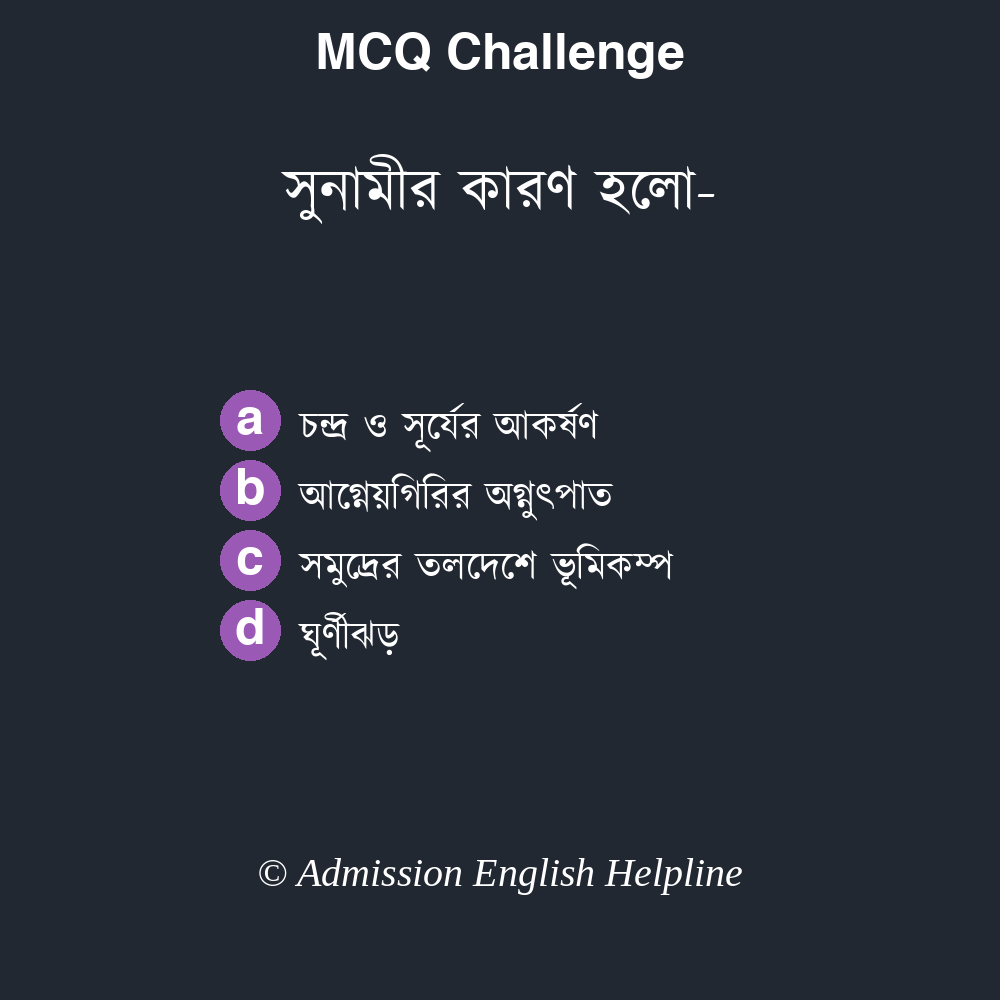 MCQ Challenge
সুনামীর কারণ হলো-
a চন্দ্র ও সূর্যের আকর্ষণ
b আগ্নেয়গিরির অগ্নুৎপাত
c সমুদ্রের তলদেশে ভূমিকম্প
d ঘূর্ণীঝড়
© Admission English Helpline